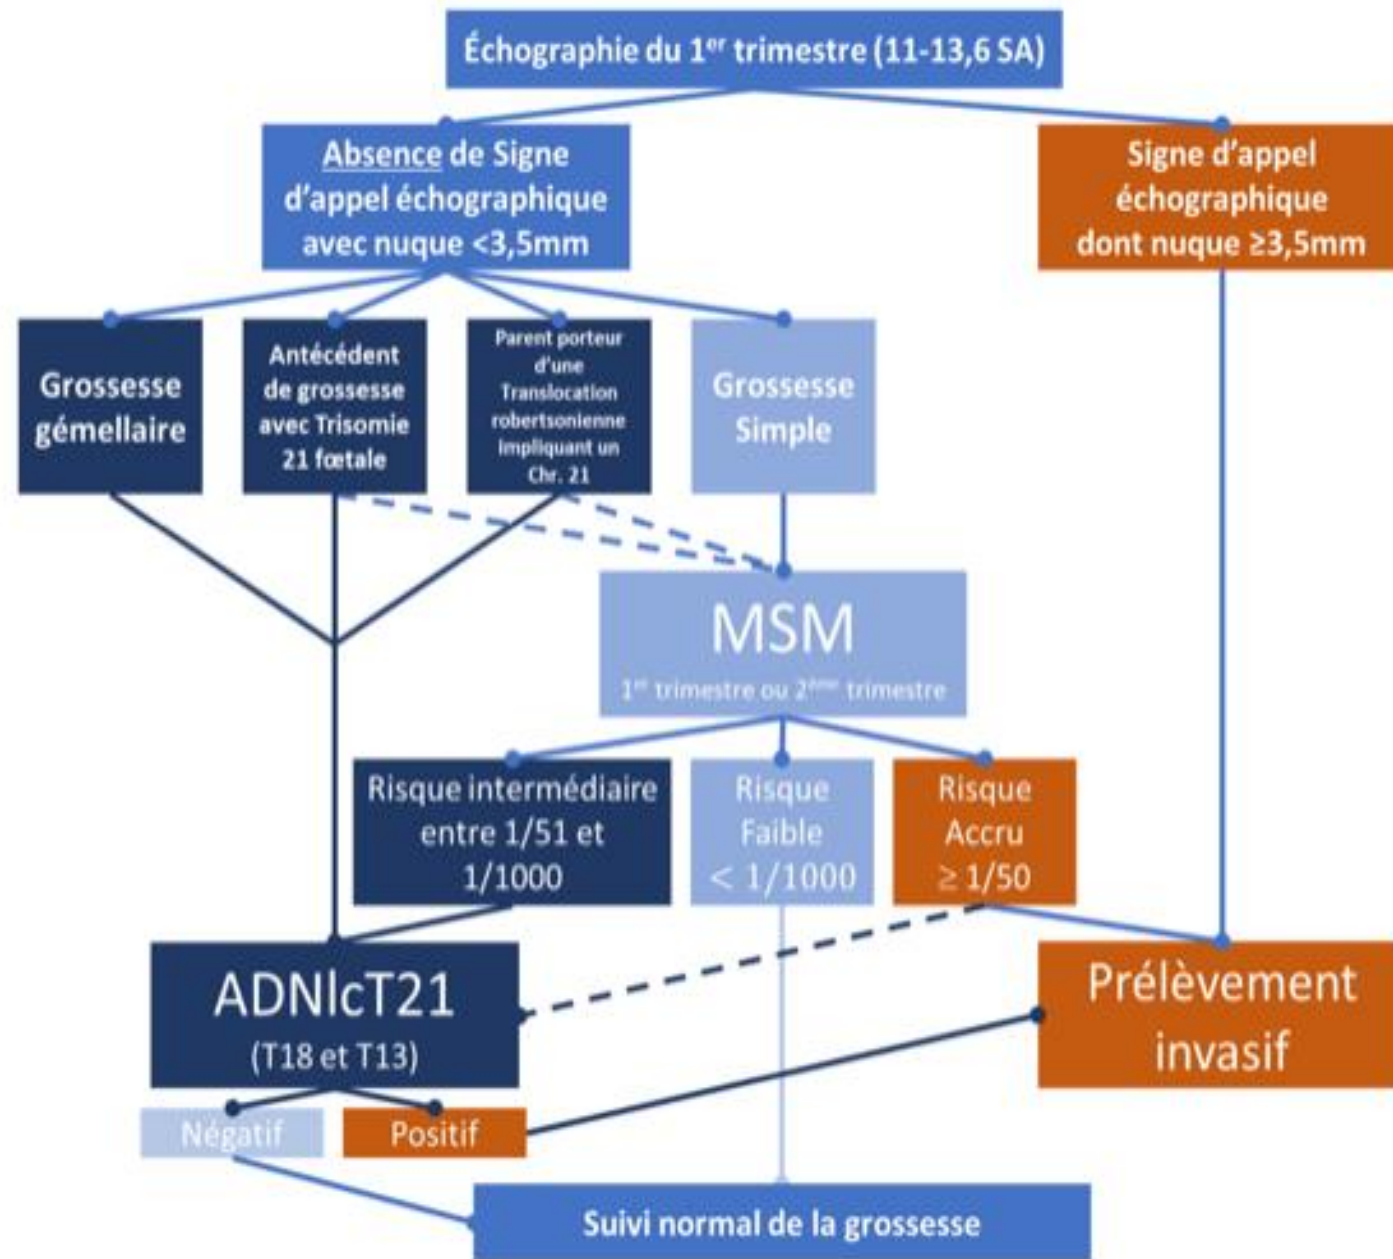 Échographie du 1er trimestre (11-13,6 SA)
Absence de Signe
d'appel échographique
avec nuque <3,5mm
Signe d'appel
échographique
dont nuque ≥3,5mm
Grossesse
gémellaire
Antécédent
de grossesse
avec Trisomie
21 fœtale
Parent porteur
d'une
Translocation
robertsonienne
impliquant un
Chr. 21
Grossesse
Simple
MSM
1er trimestre ou 2ème trimestre
Risque intermédiaire
entre 1/51 et
1/1000
Risque
Faible
< 1/1000
Risque
Accru
≥ 1/50
ADNlcT21
(T18 et T13)
Prélèvement
invasif
Négatif
Positif
Suivi normal de la grossesse